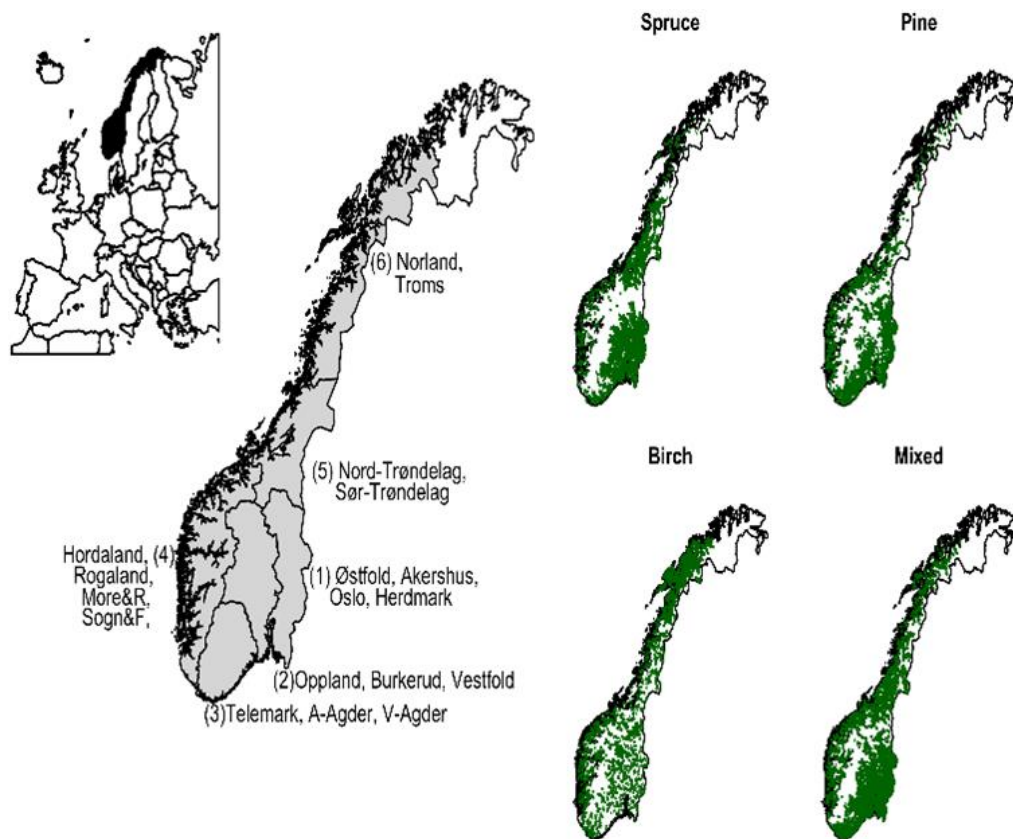 Spruce
Pine
(6) Norland,
Troms
Birch
Mixed
(5) Nord-Trøndelag,
Sør-Trøndelag
Hordaland, (4)
Rogaland,
More&R,
Sogn&F,
(1) Østfold, Akershus,
Oslo, Herdmark
(2)Oppland, Burkerud, Vestfold
(3)Telemark, A-Agder, V-Agder